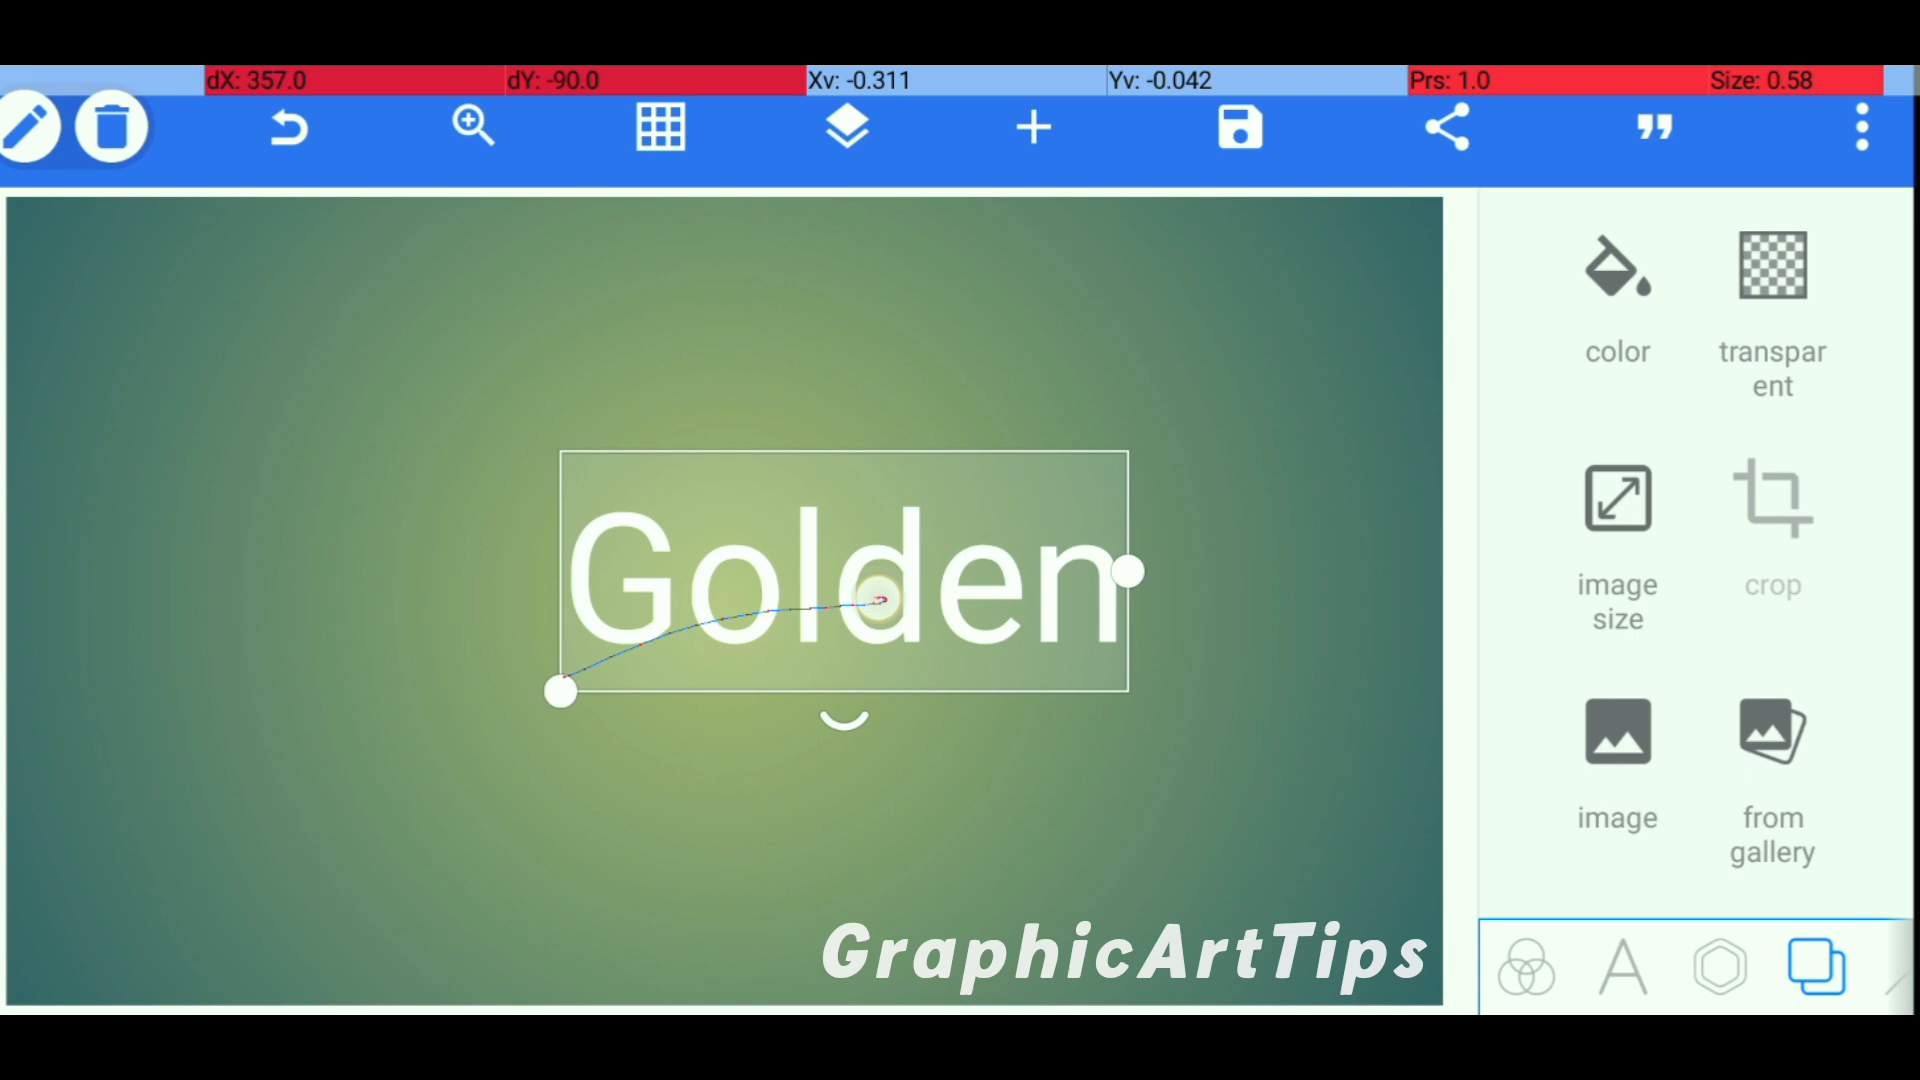 dX: 357.0 dY: -90.0 Xv: -0.311 Yv: -0.042 Prs: 1.0 Size: 0.58
color
transpar
ent
Golden
image
size
crop
image
from
gallery
GraphicArtTips